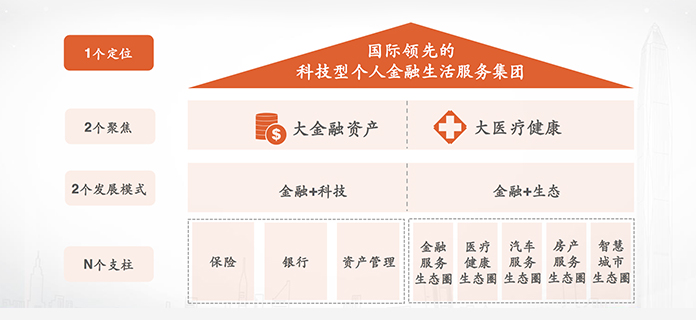 1个定位
国际领先的
科技型个人金融生活服务集团
2个聚焦
大金融资产
大医疗健康
2个发展模式
金融+科技
金融+生态
N个支柱
保险
银行
资产管理
金融
服务
生态圈
医疗
健康
生态圈
汽车
服务
生态圈
房产
服务
生态圈
智慧
城市
生态圈